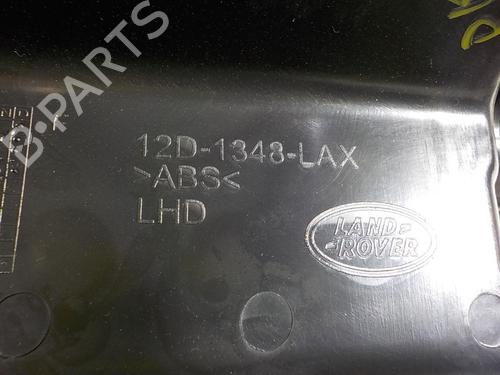 12D-1348-LAX
>ABS<
LHD
LAND-
-ROVER
B-PARTS